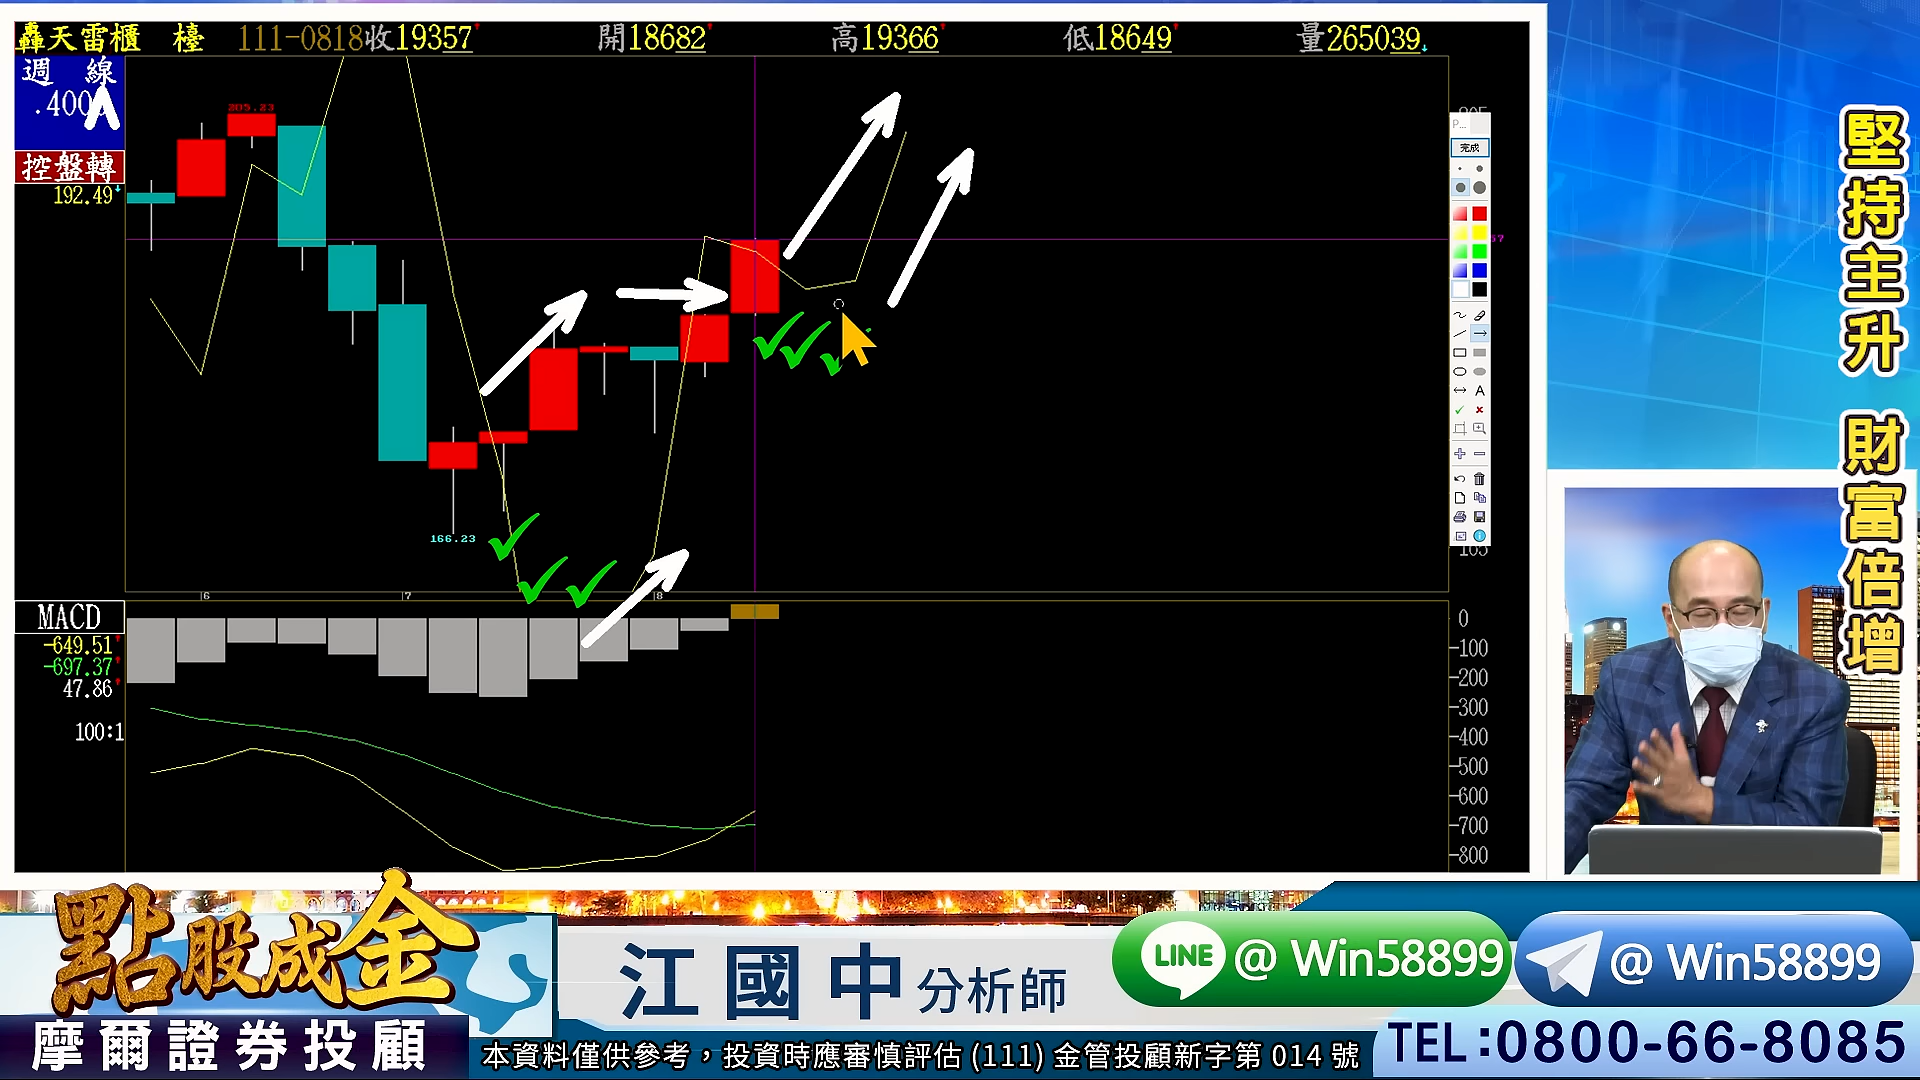 轟天雷櫃 檯 111-0818收19357 開18682 高19366 低18649 量265039
週 線
.400
控盤轉
192.49
205.23
166.23
6 7 8
完成
A
105
MACD
-649.51
-697.37
47.86
100:1
0
-100
-200
-300
-400
-500
-600
-700
-800
堅持主升 財富倍增
點股成金
摩爾證券投顧
江國中 分析師
LINE @ Win58899
@ Win58899
TEL:0800-66-8085
本資料僅供參考，投資時應審慎評估 (111) 金管投顧新字第 014 號